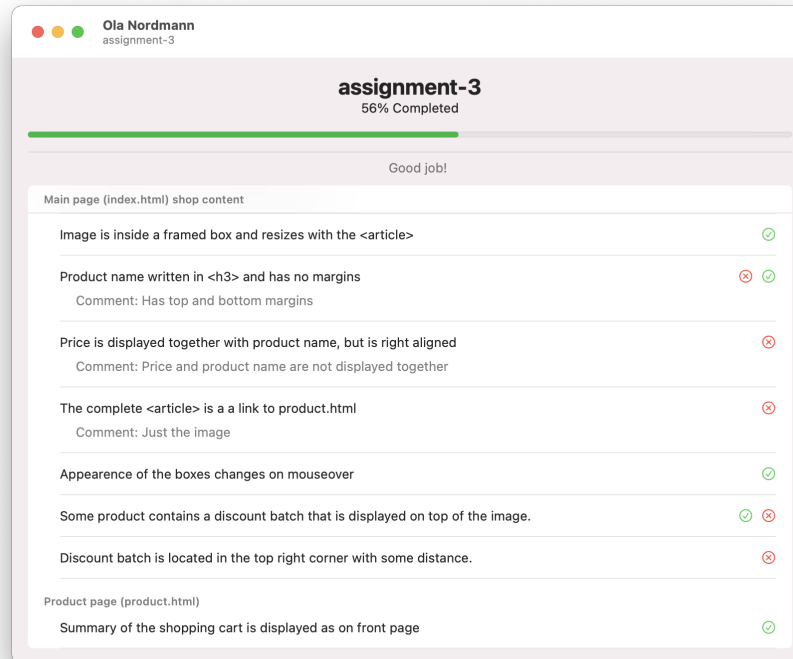 Ola Nordmann
assignment-3
assignment-3
56% Completed
Good job!
Main page (index.html) shop content
Image is inside a framed box and resizes with the <article>
Product name written in <h3> and has no margins
Comment: Has top and bottom margins
Price is displayed together with product name, but is right aligned
Comment: Price and product name are not displayed together
The complete <article> is a a link to product.html
Comment: Just the image
Appearence of the boxes changes on mouseover
Some product contains a discount batch that is displayed on top of the image.
Discount batch is located in the top right corner with some distance.
Product page (product.html)
Summary of the shopping cart is displayed as on front page